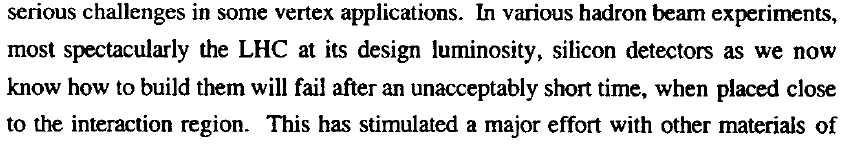 serious challenges in some vertex applications. In various hadron beam experiments,
most spectacularly the LHC at its design luminosity, silicon detectors as we now
know how to build them will fail after an unacceptably short time, when placed close
to the interaction region. This has stimulated a major effort with other materials of